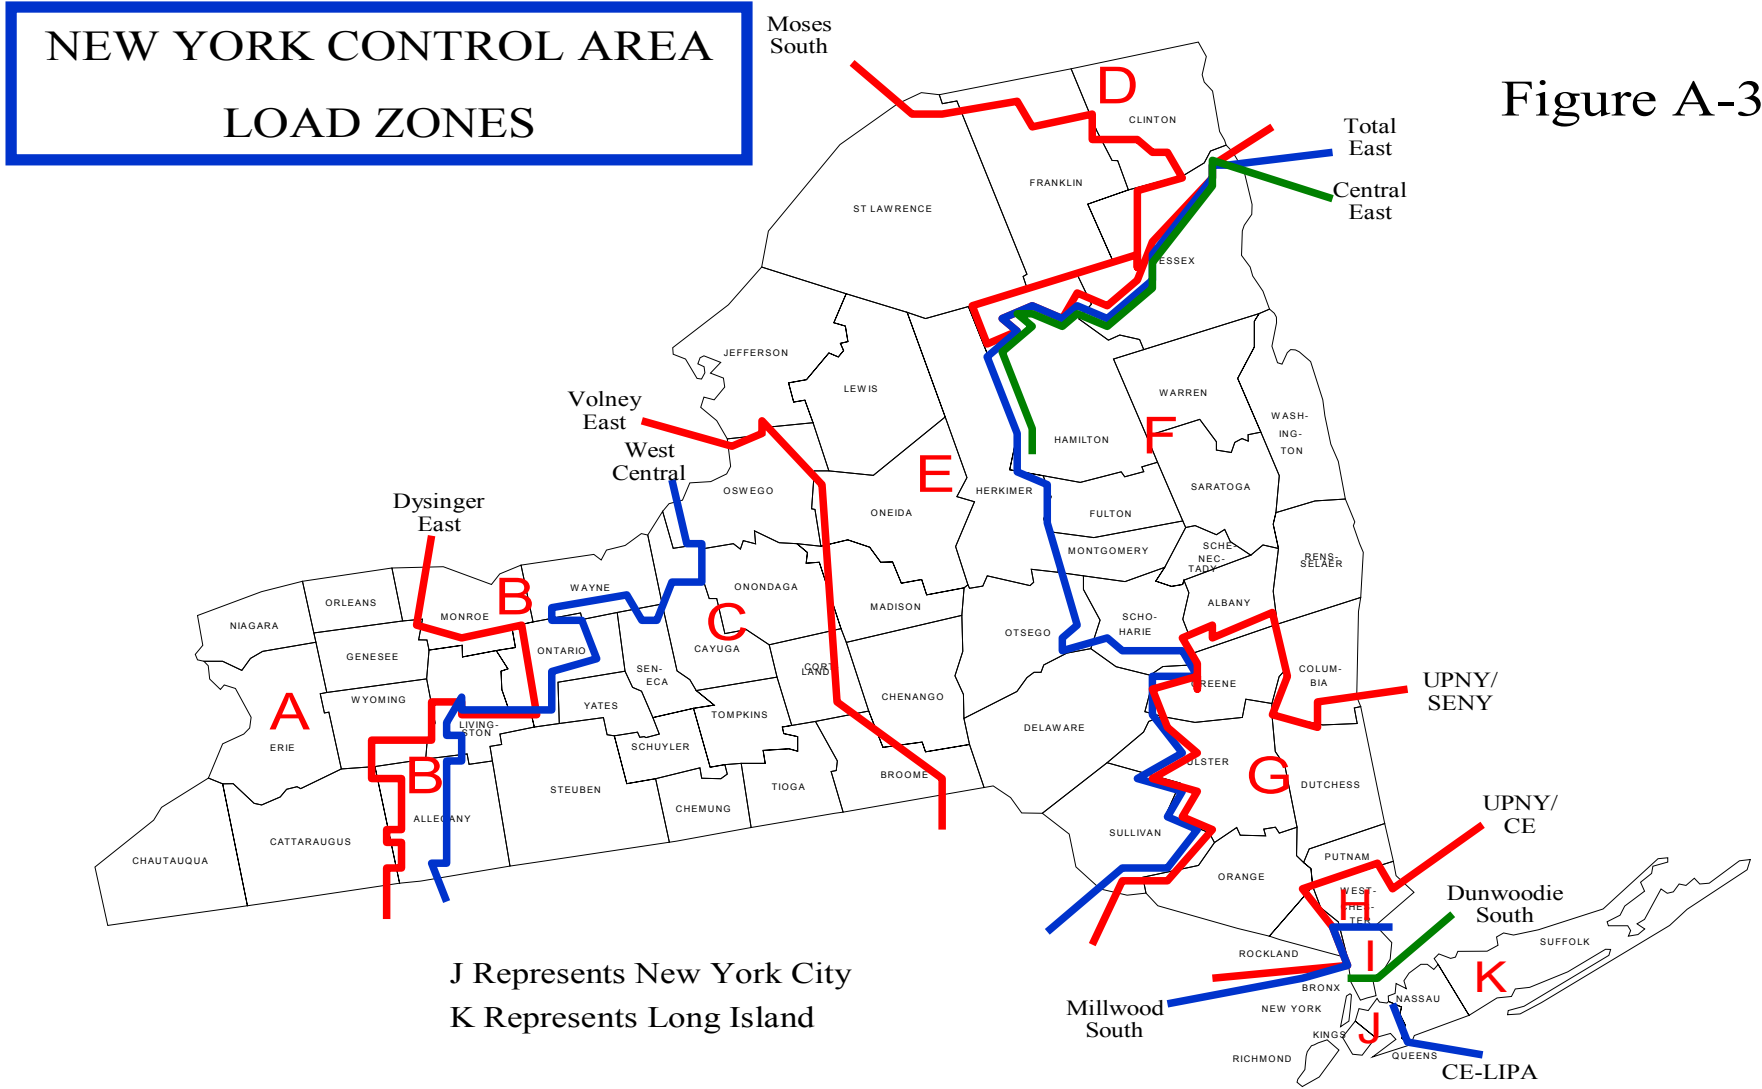 NEW YORK CONTROL AREA
LOAD ZONES
Figure A-3
Moses
South
D
CLINTON
Total
East
Central
East
FRANKLIN
ST LAWRENCE
ESSEX
JEFFERSON
LEWIS
WARREN
WASH-
ING-
TON
HAMILTON
F
Volney
East
West
Central
OSWEGO
E
HERKIMER
ONEIDA
SARATOGA
FULTON
Dysinger
East
MONTGOMERY
SCHE-
NEC-
TADY
RENS-
SELAER
WAYNE
B
ONONDAGA
ORLEANS
MONROE
NIAGARA
MADISON
ALBANY
SCHO-
HARIE
OTSEGO
C
CAYUGA
GENESEE
ONTARIO
SEN-
ECA
CORT
LAND
COLUM-
BIA
GREENE
UPNY/
SENY
WYOMING
A
ERIE
LIVING-
STON
YATES
TOMPKINS
CHENANGO
DELAWARE
SCHUYLER
B
ULSTER
G
DUTCHESS
STEUBEN
TIOGA
BROOME
CHEMUNG
ALLEGANY
UPNY/
CE
SULLIVAN
CATTARAUGUS
CHAUTAUQUA
PUTNAM
ORANGE
WEST-
CHES-
TER
H
Dunwoodie
South
SUFFOLK
ROCKLAND
I
K
J Represents New York City
K Represents Long Island
BRONX
NASSAU
Millwood
South
NEW YORK
KINGS
J
QUEENS
RICHMOND
CE-LIPA